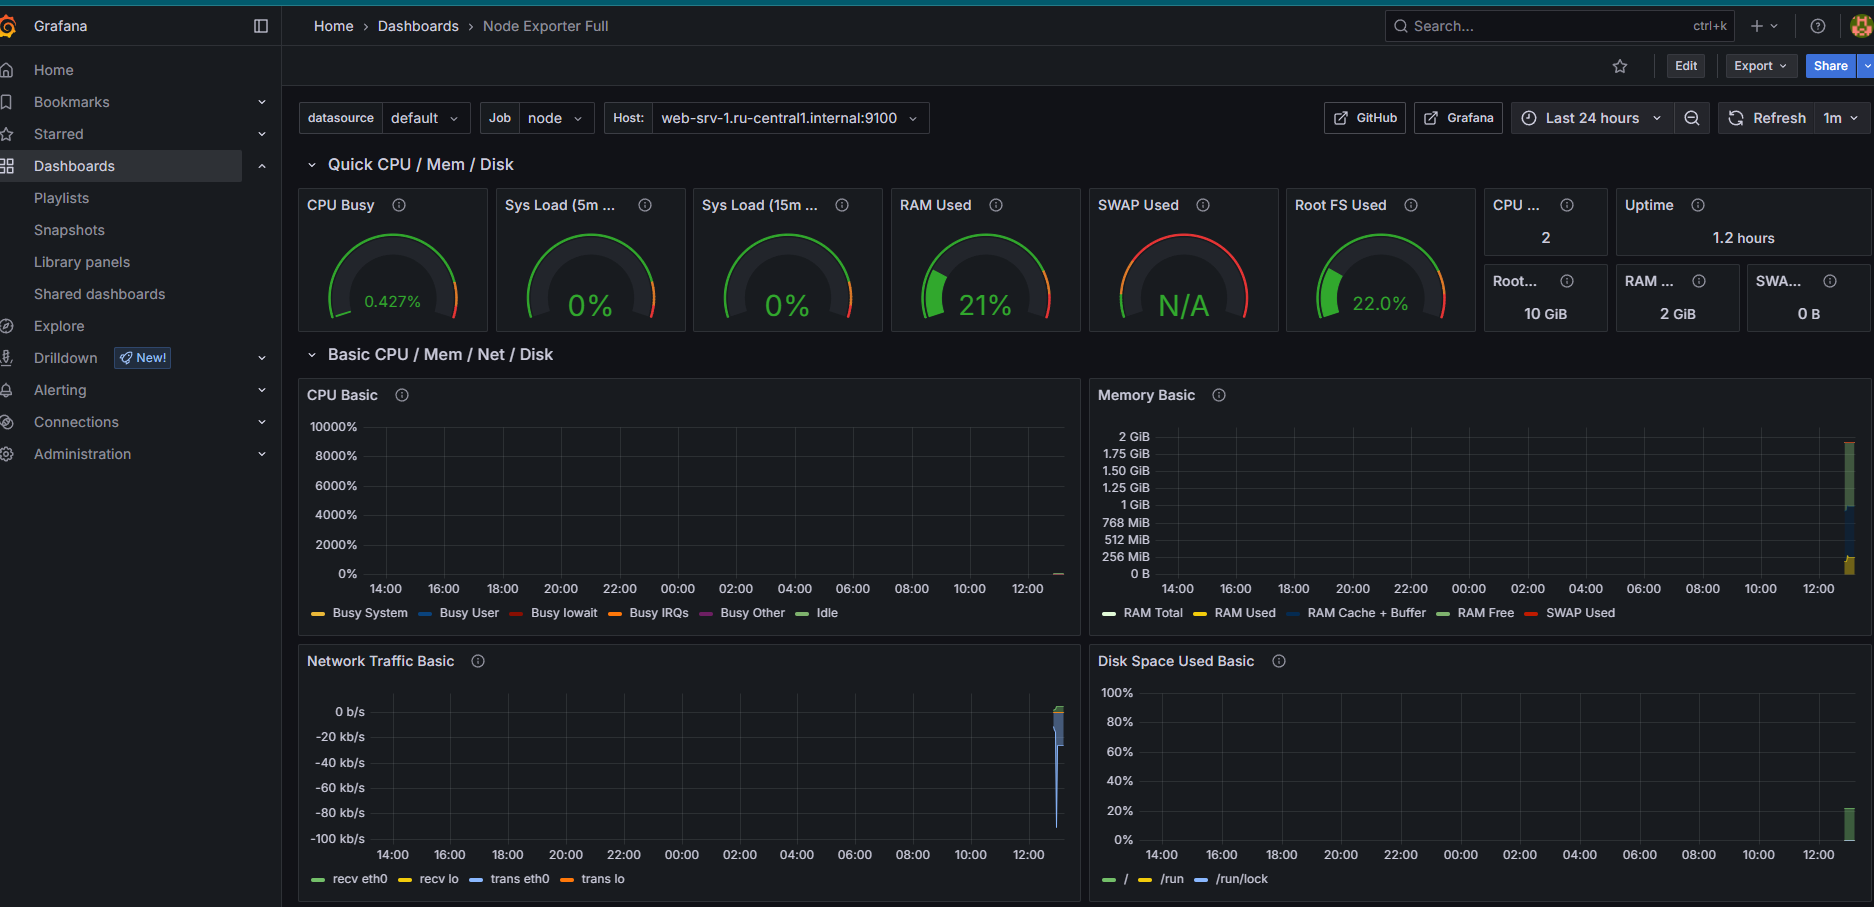 Grafana
Home › Dashboards › Node Exporter Full
Search... ctrl+k
Edit Export Share
Home
Bookmarks
Starred
Dashboards
Playlists
Snapshots
Library panels
Shared dashboards
Explore
Drilldown New!
Alerting
Connections
Administration
datasource default Job node Host: web-srv-1.ru-central1.internal:9100
GitHub Grafana Last 24 hours Refresh 1m
Quick CPU / Mem / Disk
CPU Busy
0.427%
Sys Load (5m ...
0%
Sys Load (15m ...
0%
RAM Used
21%
SWAP Used
N/A
Root FS Used
22.0%
CPU ...
2
Uptime
1.2 hours
Root...
10 GiB
RAM ...
2 GiB
SWA...
0 B
Basic CPU / Mem / Net / Disk
CPU Basic
10000%
8000%
6000%
4000%
2000%
0%
14:00 16:00 18:00 20:00 22:00 00:00 02:00 04:00 06:00 08:00 10:00 12:00
Busy System Busy User Busy Iowait Busy IRQs Busy Other Idle
Memory Basic
2 GiB
1.75 GiB
1.50 GiB
1.25 GiB
1 GiB
768 MiB
512 MiB
256 MiB
0 B
14:00 16:00 18:00 20:00 22:00 00:00 02:00 04:00 06:00 08:00 10:00 12:00
RAM Total RAM Used RAM Cache + Buffer RAM Free SWAP Used
Network Traffic Basic
0 b/s
-20 kb/s
-40 kb/s
-60 kb/s
-80 kb/s
-100 kb/s
14:00 16:00 18:00 20:00 22:00 00:00 02:00 04:00 06:00 08:00 10:00 12:00
recv eth0 recv lo trans eth0 trans lo
Disk Space Used Basic
100%
80%
60%
40%
20%
0%
14:00 16:00 18:00 20:00 22:00 00:00 02:00 04:00 06:00 08:00 10:00 12:00
/ /run /run/lock